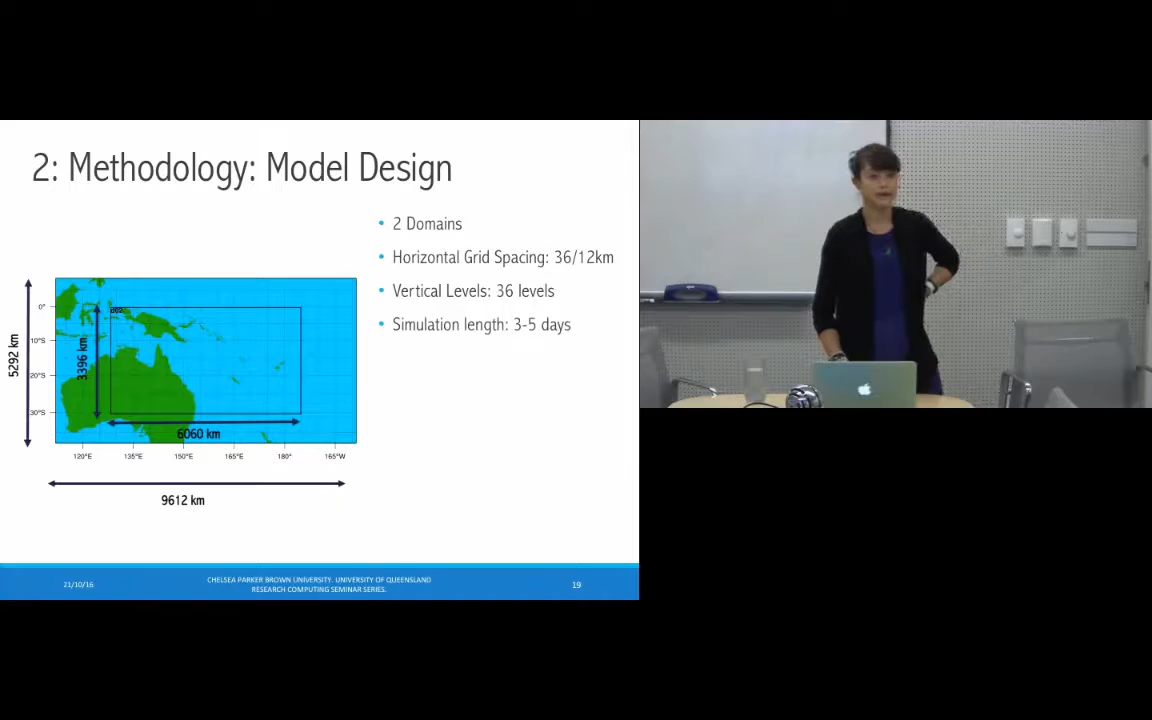 2: Methodology: Model Design
• 2 Domains
• Horizontal Grid Spacing: 36/12km
• Vertical Levels: 36 levels
• Simulation length: 3-5 days
5292 km
0°
10°S
20°S
30°S
d02
3396 km
6060 km
120°E 135°E 150°E 165°E 180° 165°W
9612 km
21/10/16
CHELSEA PARKER BROWN UNIVERSITY. UNIVERSITY OF QUEENSLAND
RESEARCH COMPUTING SEMINAR SERIES.
19